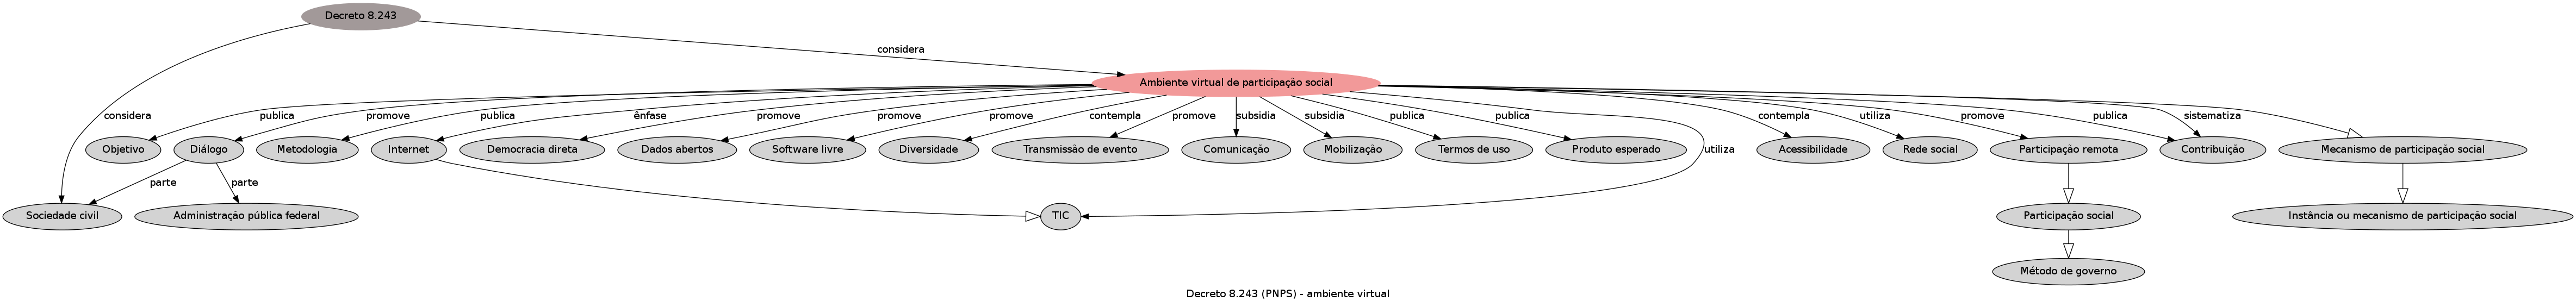 Decreto 8.243
considera
Ambiente virtual de participação social
considera
publica
promove
publica
ênfase
promove
promove
promove
contempla
promove
subsidia
subsidia
publica
publica
contempla
utiliza
promove
publica
sistematiza
Objetivo
Diálogo
Metodologia
Internet
Democracia direta
Dados abertos
Software livre
Diversidade
Transmissão de evento
Comunicação
Mobilização
Termos de uso
Produto esperado
utiliza
Acessibilidade
Rede social
Participação remota
Contribuição
Mecanismo de participação social
parte
parte
Sociedade civil
Administração pública federal
TIC
Participação social
Instância ou mecanismo de participação social
Método de governo
Decreto 8.243 (PNPS) - ambiente virtual